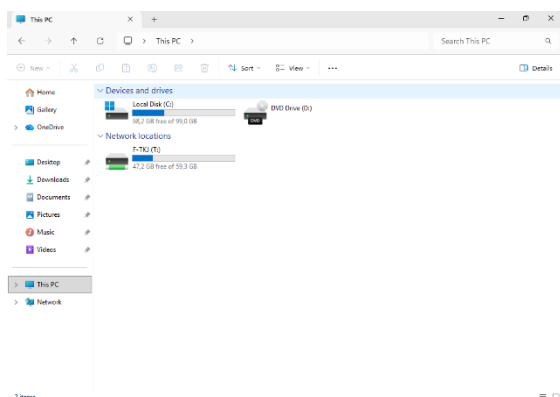 This PC
This PC
Search This PC
New
Sort
View
Details
Home
Gallery
OneDrive
Desktop
Downloads
Documents
Pictures
Music
Videos
This PC
Network
Devices and drives
Local Disk (C:)
68,2 GB free of 99,0 GB
DVD Drive (D:)
DVD
Network locations
F-TKJ (T:)
47,2 GB free of 59,3 GB
items